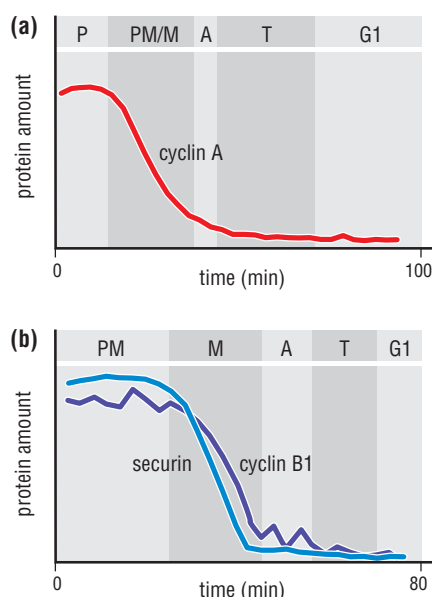 (a)
P PM/M A T G1
protein amount
cyclin A
0 100
time (min)
(b)
PM M A T G1
protein amount
securin cyclin B1
0 80
time (min)